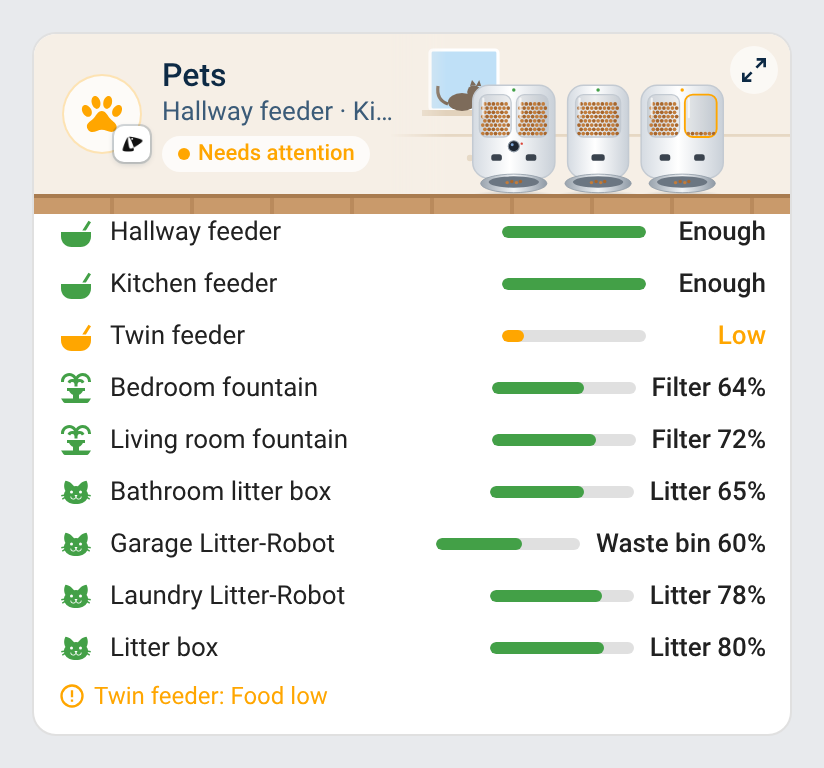 Pets
Hallway feeder · Ki...
Needs attention
Hallway feeder Enough
Kitchen feeder Enough
Twin feeder Low
Bedroom fountain Filter 64%
Living room fountain Filter 72%
Bathroom litter box Litter 65%
Garage Litter-Robot Waste bin 60%
Laundry Litter-Robot Litter 78%
Litter box Litter 80%
Twin feeder: Food low